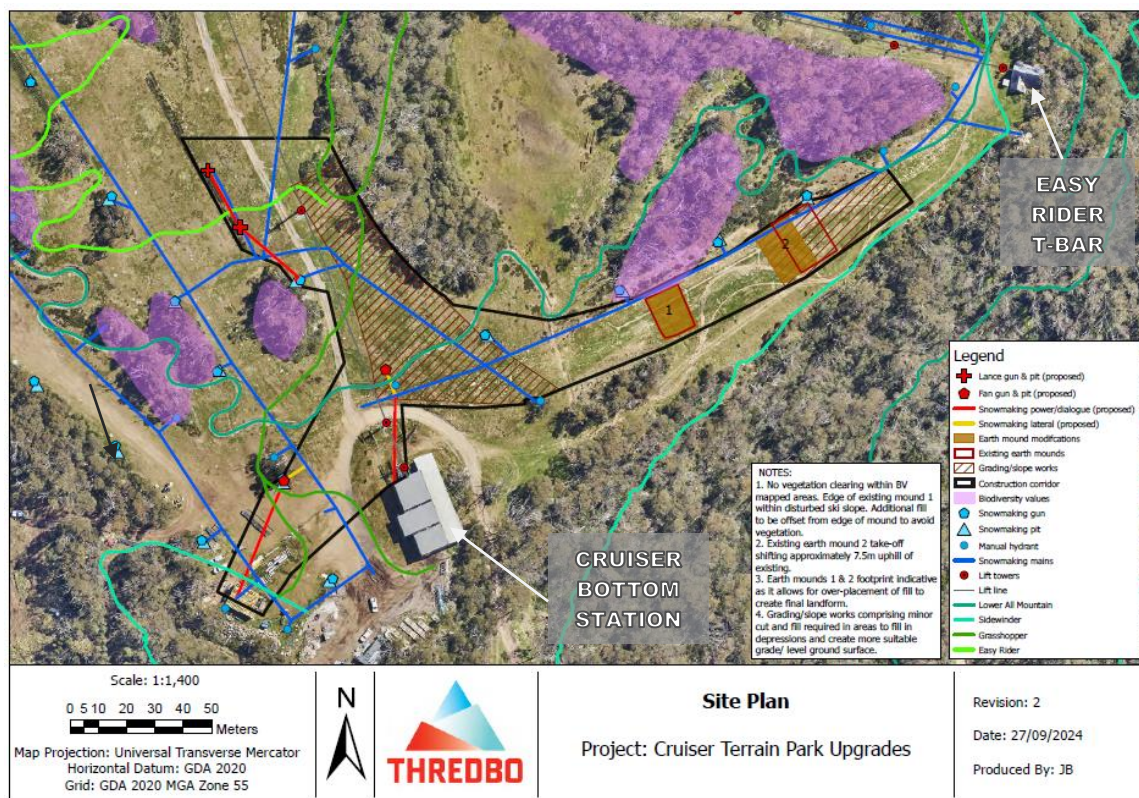 EASY
RIDER
T-BAR
2
1
CRUISER
BOTTOM
STATION
Legend
Lance gun & pit (proposed)
Fan gun & pit (proposed)
Snowmaking power/dialogue (proposed)
Snowmaking lateral (proposed)
Earth mound modifcations
Existing earth mounds
Grading/slope works
Construction corridor
Biodiversity values
Snowmaking gun
Snowmaking pit
Manual hydrant
Snowmaking mains
Lift towers
Lift line
Lower All Mountain
Sidewinder
Grasshopper
Easy Rider
NOTES:
1. No vegetation clearing within BV
mapped areas. Edge of existing mound 1
within disturbed ski slope. Additional fill
to be offset from edge of mound to avoid
vegetation.
2. Existing earth mound 2 take-off
shifting approximately 7.5m uphill of
existing.
3. Earth mounds 1 & 2 footprint indicative
as it allows for over-placement of fill to
create final landform.
4. Grading/slope works comprising minor
cut and fill required in areas to fill in
depressions and create more suitable
grade/ level ground surface.
Scale: 1:1,400
0 5 10 20 30 40 50
Meters
Map Projection: Universal Transverse Mercator
Horizontal Datum: GDA 2020
Grid: GDA 2020 MGA Zone 55
N
THREDBO
Site Plan
Project: Cruiser Terrain Park Upgrades
Revision: 2
Date: 27/09/2024
Produced By: JB